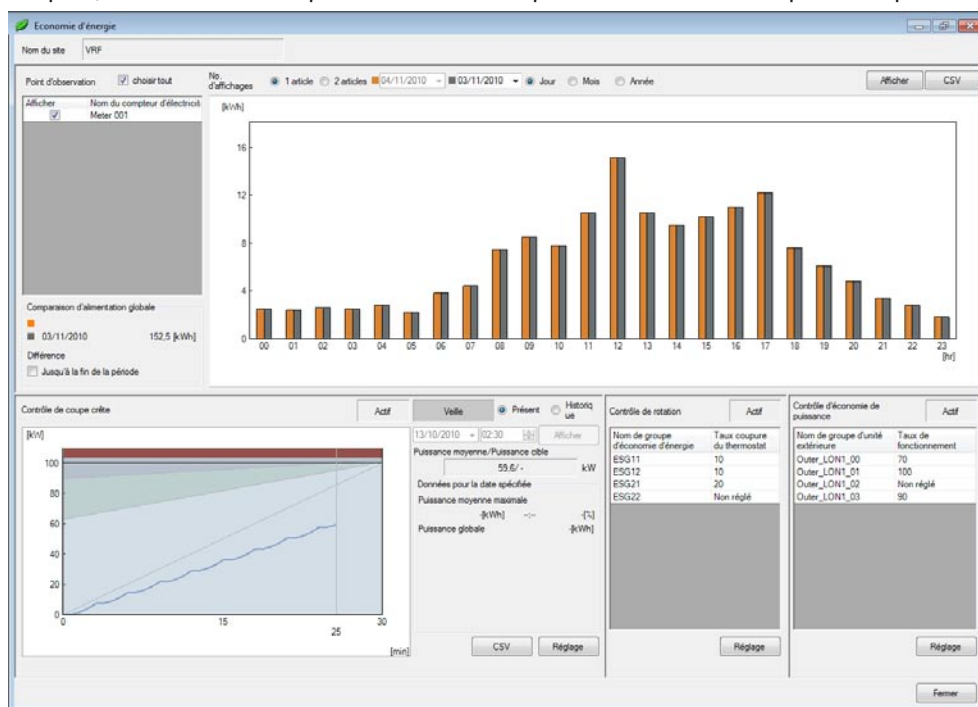 Economie d'énergie
Nom du site VRF
Point d'observation choisir tout
No. d'affichages 1 article 2 articles 04/11/2010 03/11/2010 Jour Mois Année Afficher CSV
Afficher Nom du compteur d'électricit
Meter 001
[kWh]
16
12
8
4
0
00 01 02 03 04 05 06 07 08 09 10 11 12 13 14 15 16 17 18 19 20 21 22 23
[hr]
Comparaison d'alimentation globale
03/11/2010 152,5 [kWh]
Différence
Jusqu'à la fin de la période
Contrôle de coupe crête Actif
[kW]
100
80
60
40
20
0
0 15 30
25
[min]
Veille Présent Historiq
ué
13/10/2010 02:30 Afficher
Puissance moyenne/Puissance cible
59.6/ - kW
Données pour la date spécifiée
Puissance moyenne maximale
-[kWh] --:-- -[%]
Puissance globale -[kWh]
CSV Réglage
Contrôle de rotation Actif
Nom de groupe Taux coupure
d'économie d'énergie du thermostat
ESG11 10
ESG12 10
ESG21 20
ESG22 Non réglé
Réglage
Contrôle d'économie de
puissance Actif
Nom de groupe d'unité Taux de
extérieure fonctionnement
Outer_LON1_00 70
Outer_LON1_01 100
Outer_LON1_02 Non réglé
Outer_LON1_03 90
Réglage
Fermer